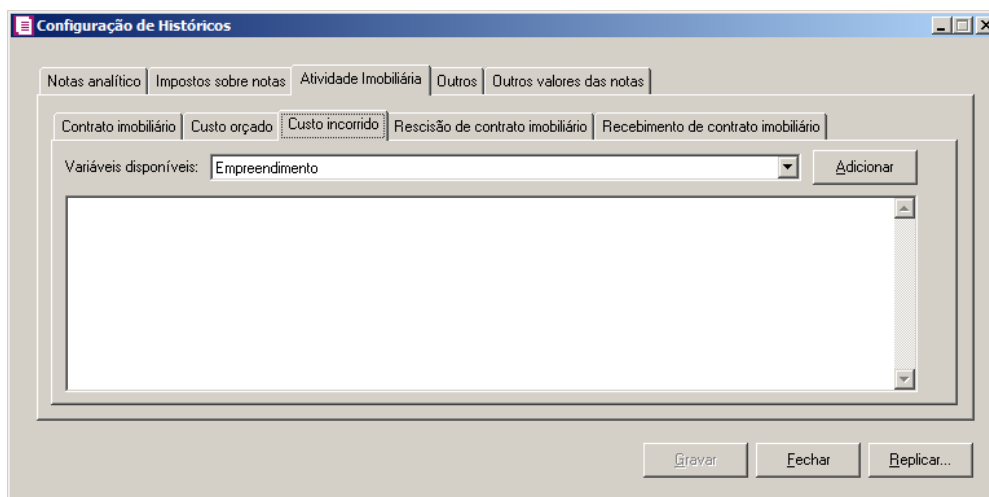 Configuração de Históricos
Notas analítico Impostos sobre notas Atividade Imobiliária Outros Outros valores das notas
Contrato imobiliário Custo orçado Custo incorrido Rescisão de contrato imobiliário Recebimento de contrato imobiliário
Variáveis disponíveis: Empreendimento Adicionar
Gravar Fechar Replicar...